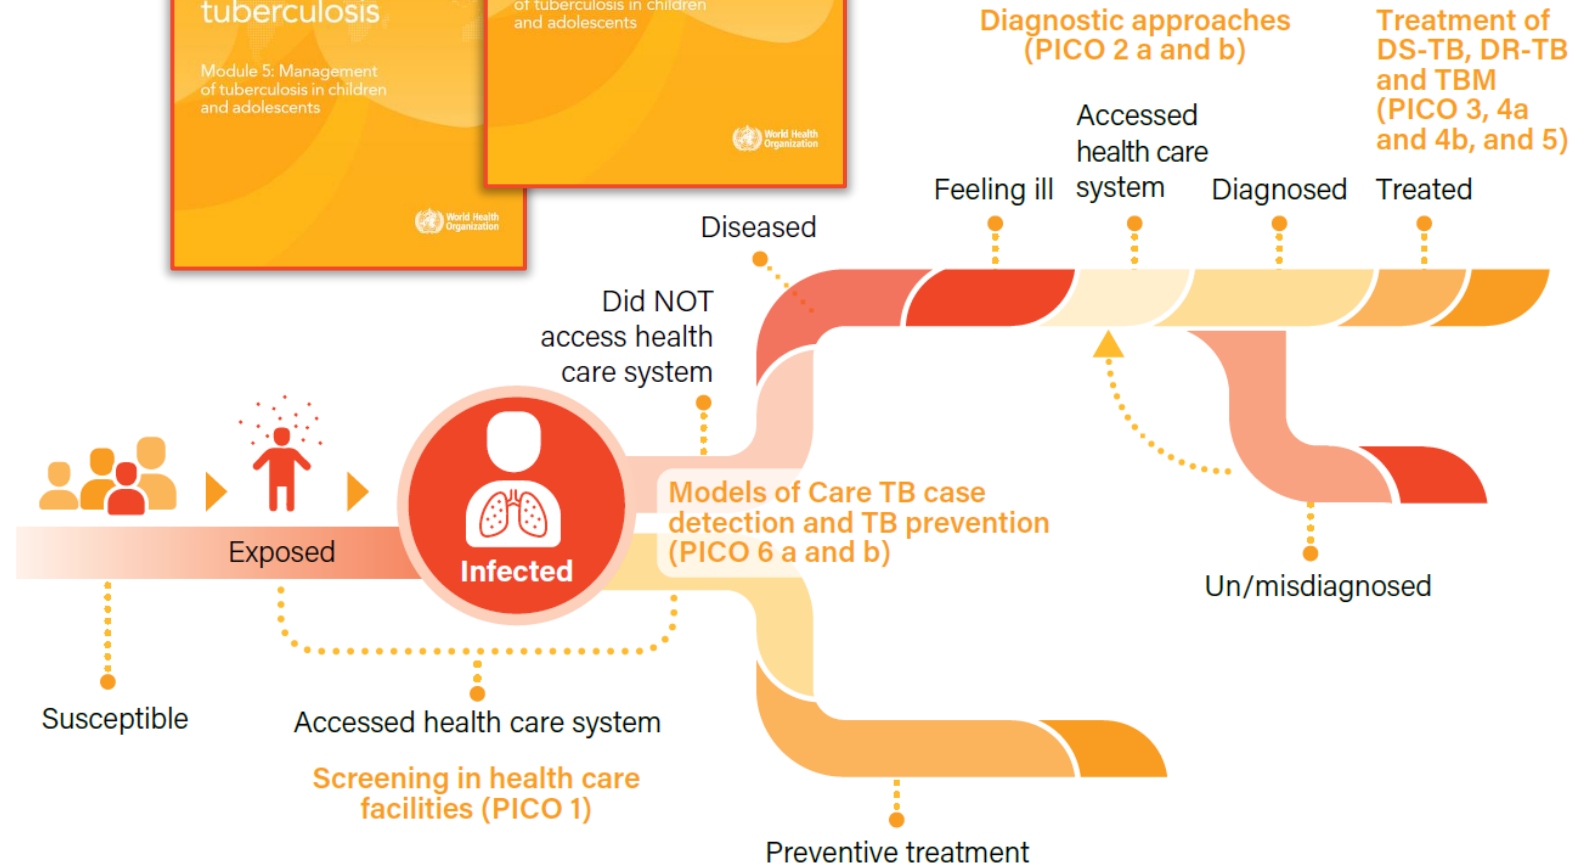 tuberculosis
Module 5: Management
of tuberculosis in children
and adolescents
World Health
Organization
of tuberculosis in children
and adolescents
World Health
Organization
Diagnostic approaches
(PICO 2 a and b)
Treatment of
DS-TB, DR-TB
and TBM
(PICO 3, 4a
and 4b, and 5)
Accessed
health care
system
Feeling ill
Diagnosed
Treated
Diseased
Did NOT
access health
care system
Models of Care TB case
detection and TB prevention
(PICO 6 a and b)
Exposed
Infected
Un/misdiagnosed
Susceptible
Accessed health care system
Screening in health care
facilities (PICO 1)
Preventive treatment